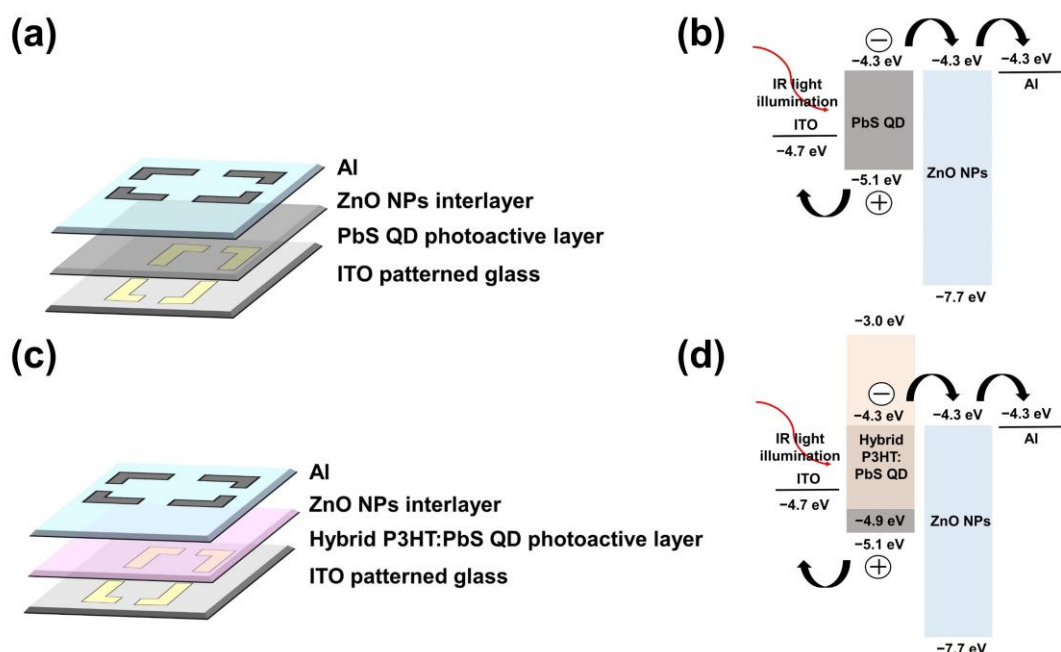 (a)
Al
ZnO NPs interlayer
PbS QD photoactive layer
ITO patterned glass
(b)
−4.3 eV
−4.3 eV
−4.3 eV
Al
IR light
illumination
ITO
−4.7 eV
PbS QD
−5.1 eV
ZnO NPs
−7.7 eV
(c)
Al
ZnO NPs interlayer
Hybrid P3HT:PbS QD photoactive layer
ITO patterned glass
(d)
−3.0 eV
−4.3 eV
−4.3 eV
−4.3 eV
Al
IR light
illumination
ITO
−4.7 eV
Hybrid
P3HT:
PbS QD
−4.9 eV
−5.1 eV
ZnO NPs
−7.7 eV